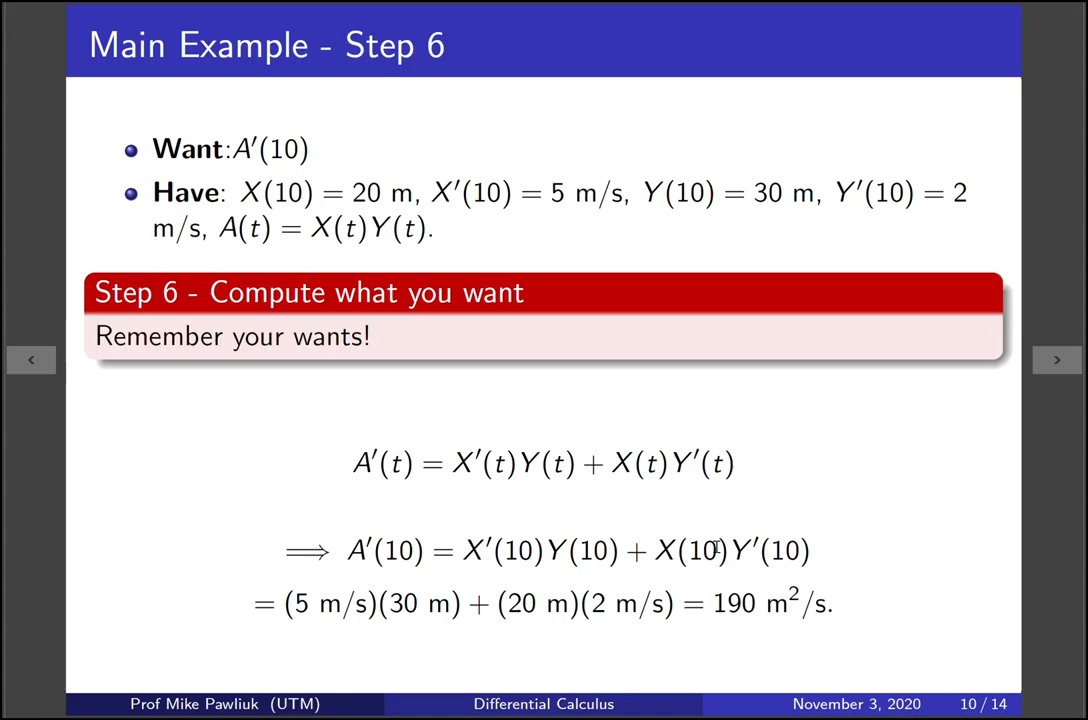 Main Example - Step 6
Want:A′(10)
Have: X(10) = 20 m, X′(10) = 5 m/s, Y(10) = 30 m, Y′(10) = 2
m/s, A(t) = X(t)Y(t).
Step 6 - Compute what you want
Remember your wants!
A′(t) = X′(t)Y(t) + X(t)Y′(t)
⟹ A′(10) = X′(10)Y(10) + X(10)Y′(10)
= (5 m/s)(30 m) + (20 m)(2 m/s) = 190 m²/s.
Prof Mike Pawliuk (UTM) Differential Calculus November 3, 2020 10 / 14